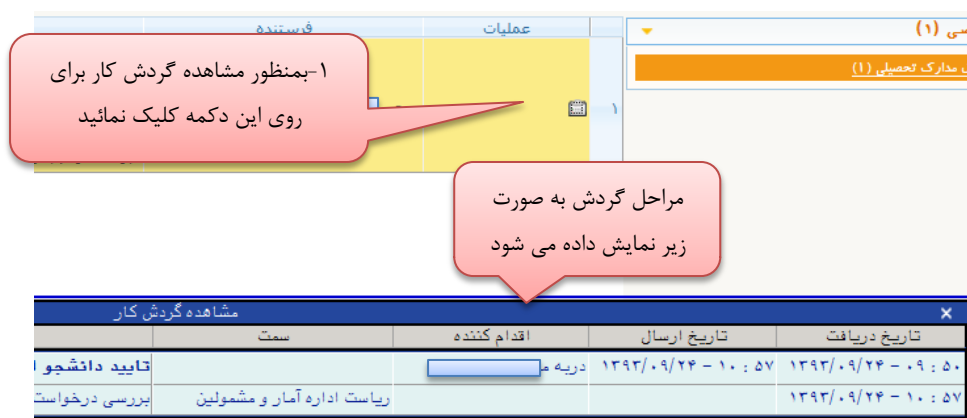 (۱)
مدارک تحصیلی (۱)
عملیات
فرستنده
۱
۱-بمنظور مشاهده گردش کار برای
روی این دکمه کلیک نمائید
مراحل گردش به صورت
زیر نمایش داده می شود
مشاهده گردش کار
تاریخ دریافت تاریخ ارسال اقدام کننده سمت
۰۹:۵۰ - ۱۳۹۳/۰۹/۲۴ ۱۰:۵۷ - ۱۳۹۳/۰۹/۲۴ دریه تایید دانشجو
۱۰:۵۷ - ۱۳۹۳/۰۹/۲۴ ریاست اداره آمار و مشمولین بررسی درخواست